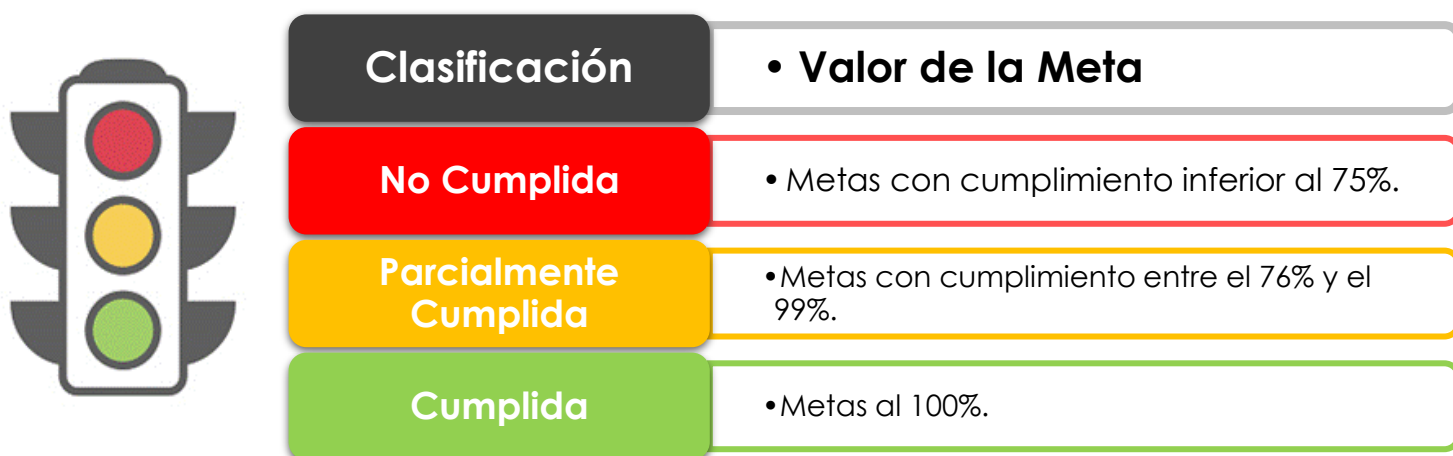 Clasificación
• Valor de la Meta
No Cumplida
• Metas con cumplimiento inferior al 75%.
Parcialmente
Cumplida
•Metas con cumplimiento entre el 76% y el
99%.
Cumplida
•Metas al 100%.